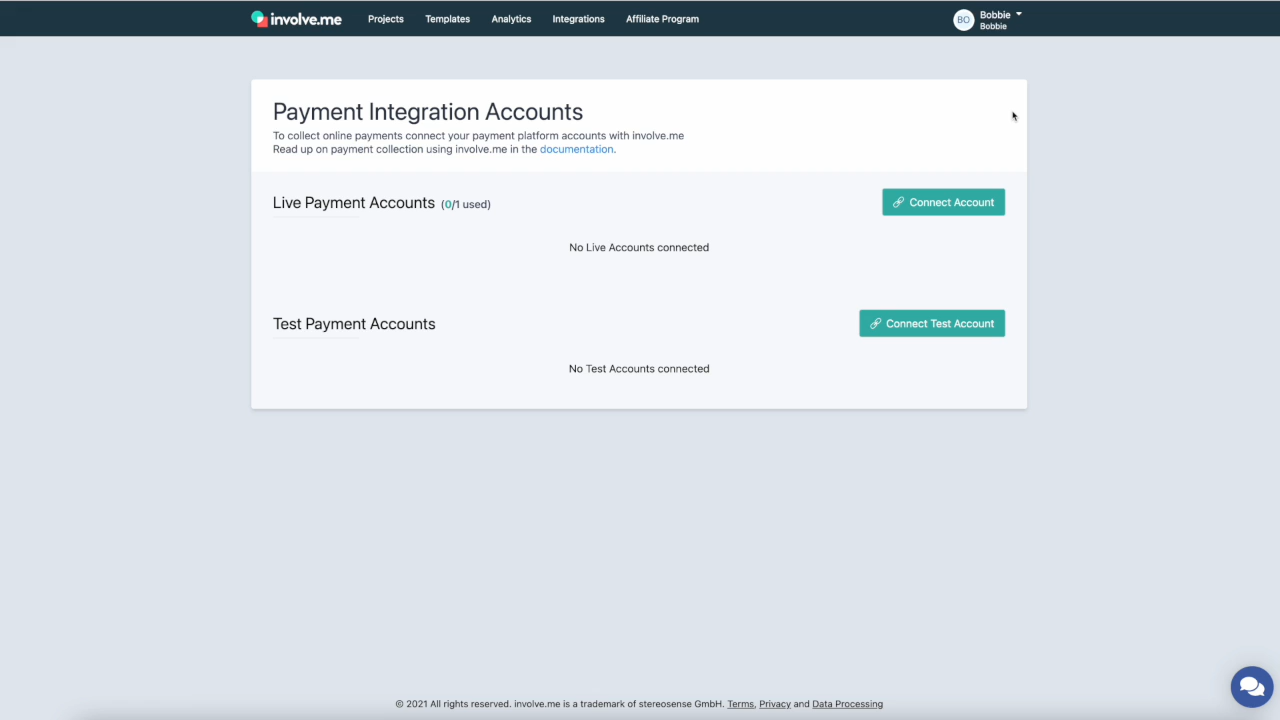 involve.me Projects Templates Analytics Integrations Affiliate Program BO Bobbie
Bobbie
Payment Integration Accounts
To collect online payments connect your payment platform accounts with involve.me
Read up on payment collection using involve.me in the documentation.
Live Payment Accounts (0/1 used) Connect Account
No Live Accounts connected
Test Payment Accounts Connect Test Account
No Test Accounts connected
© 2021 All rights reserved. involve.me is a trademark of stereosense GmbH. Terms, Privacy and Data Processing